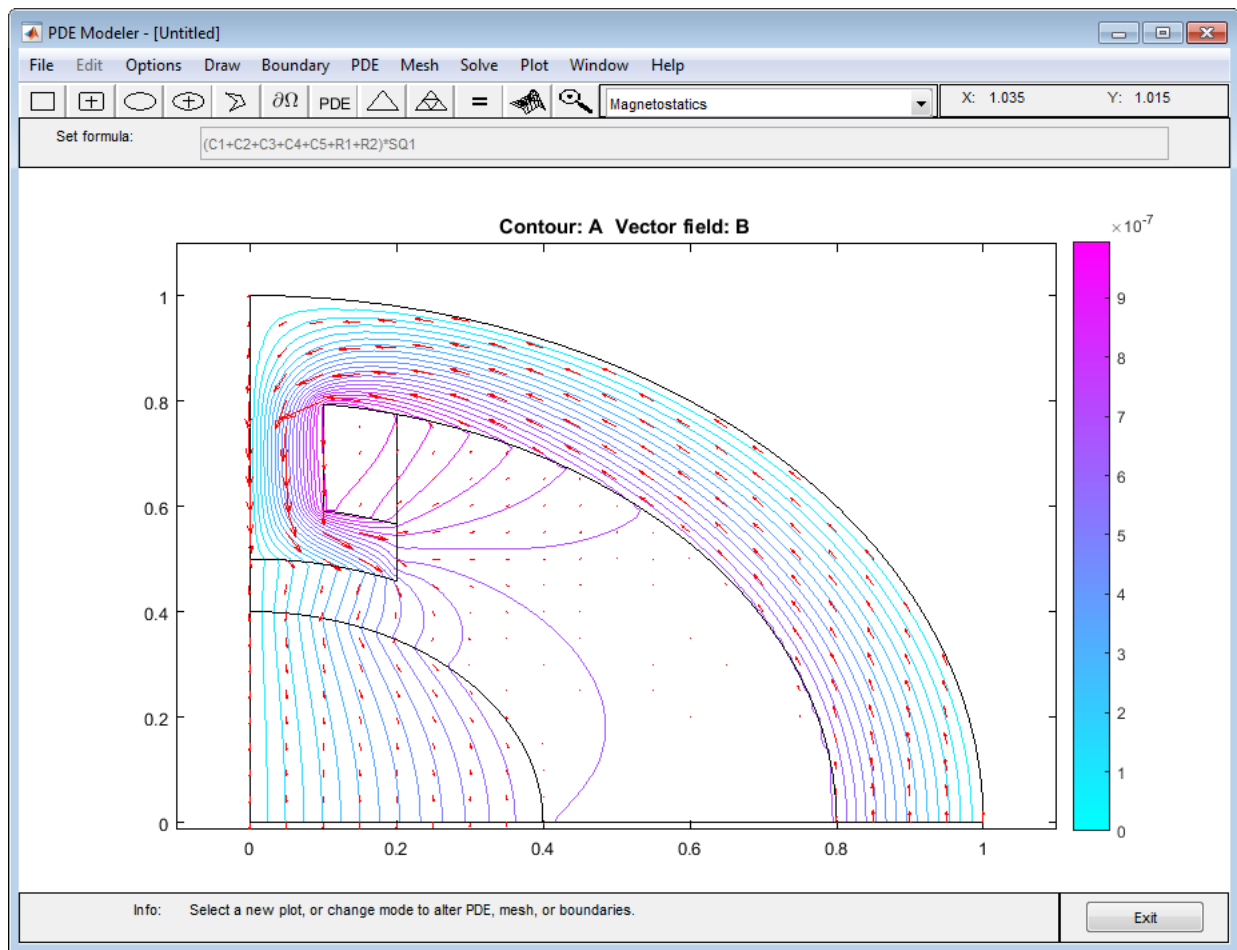 PDE Modeler - [Untitled]
File Edit Options Draw Boundary PDE Mesh Solve Plot Window Help
∂Ω PDE = Magnetostatics X: 1.035 Y: 1.015
Set formula: (C1+C2+C3+C4+C5+R1+R2)*SQ1
Contour: A Vector field: B
×10⁻⁷
1
0.8
0.6
0.4
0.2
0
0 0.2 0.4 0.6 0.8 1
9
8
7
6
5
4
3
2
1
0
Info: Select a new plot, or change mode to alter PDE, mesh, or boundaries.
Exit